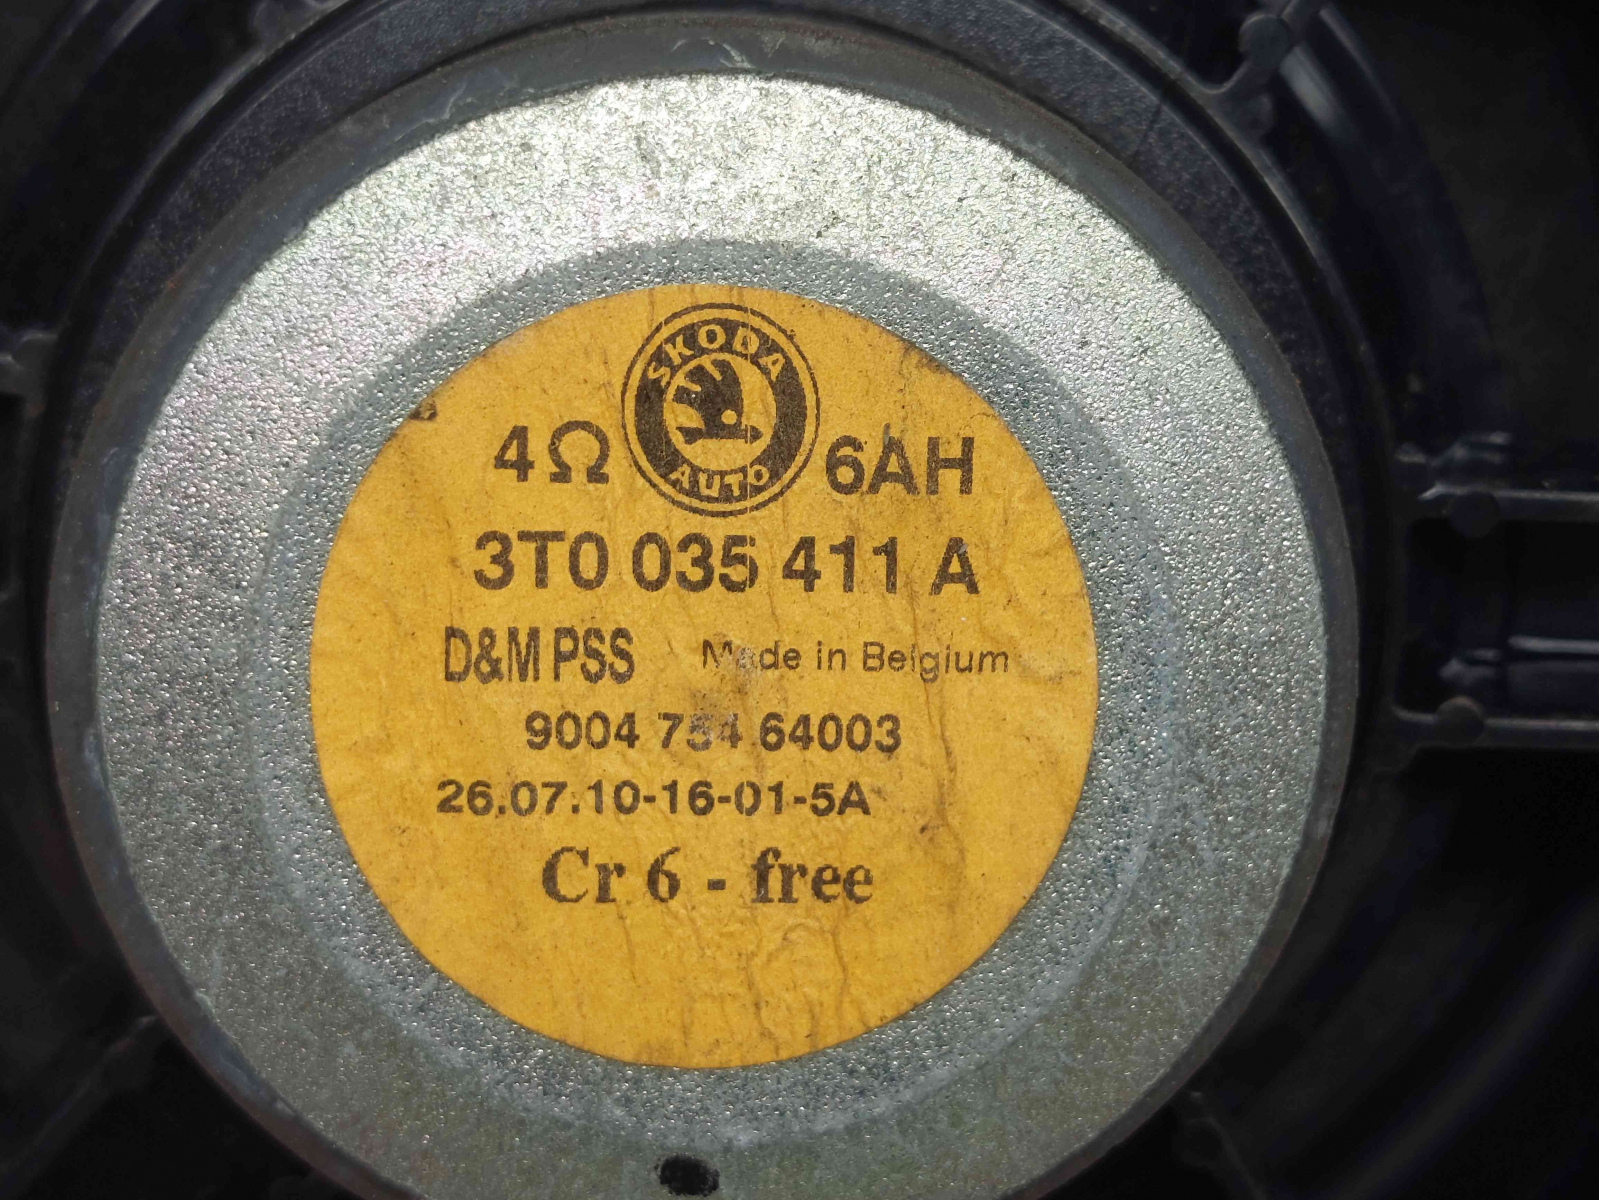 SKODA
AUTO
4Ω 6AH
3T0 035 411 A
D&M PSS Made in Belgium
9004 754 64003
26.07.10-16-01-5A
Cr 6 - free